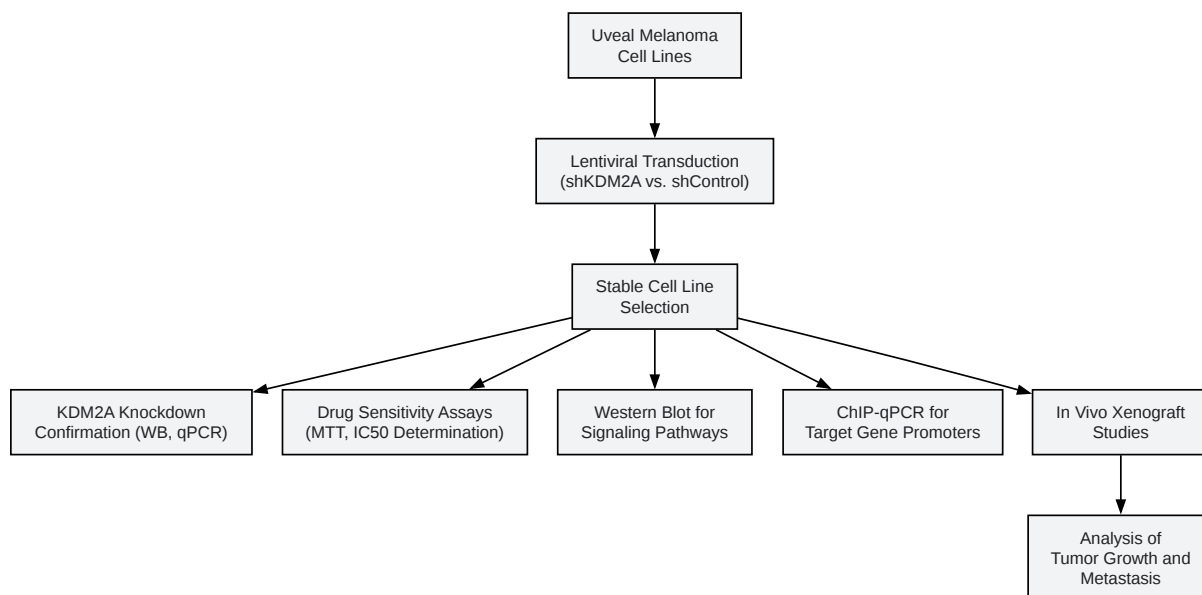 Uveal Melanoma
Cell Lines
Lentiviral Transduction
(shKDM2A vs. shControl)
Stable Cell Line
Selection
KDM2A Knockdown
Confirmation (WB, qPCR)
Drug Sensitivity Assays
(MTT, IC50 Determination)
Western Blot for
Signaling Pathways
ChIP-qPCR for
Target Gene Promoters
In Vivo Xenograft
Studies
Analysis of
Tumor Growth and
Metastasis